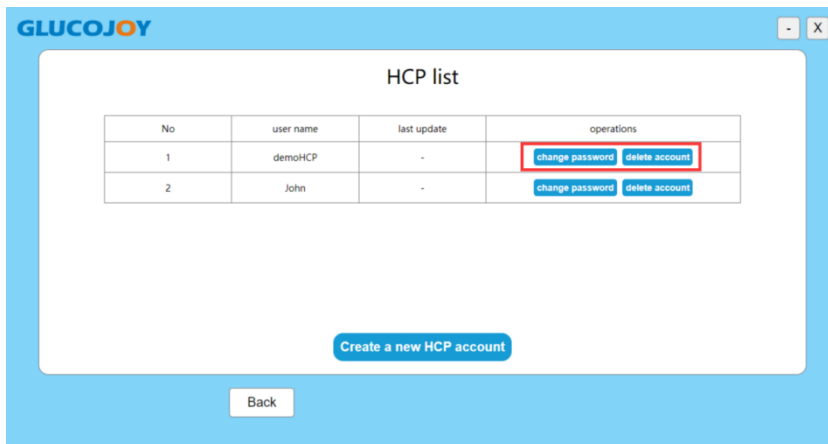 GLUCOJOY - X
HCP list
No user name last update operations
1 demoHCP - change password delete account
2 John - change password delete account
Create a new HCP account
Back